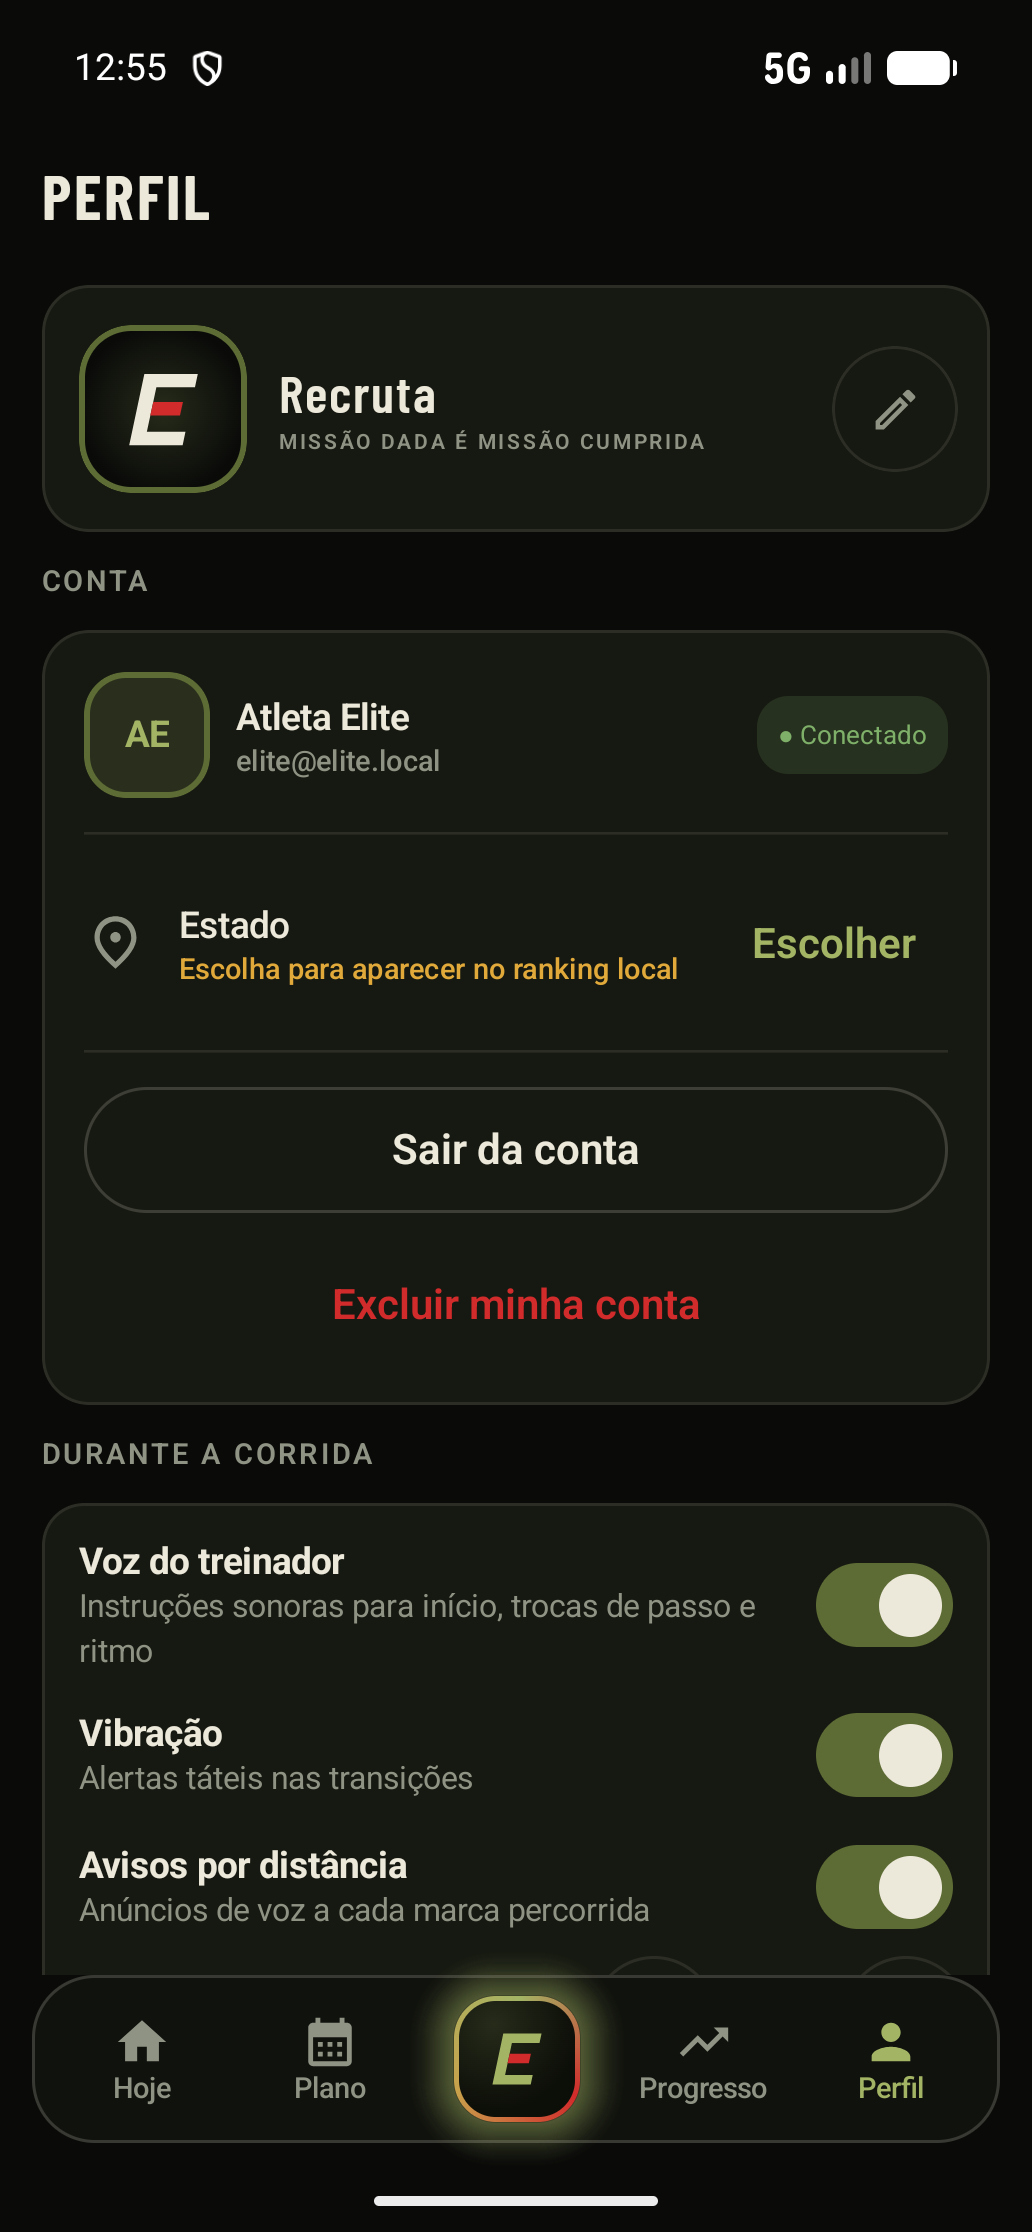 12:55
5G
PERFIL
E
Recruta
MISSÃO DADA É MISSÃO CUMPRIDA
CONTA
AE
Atleta Elite
elite@elite.local
Conectado
Estado
Escolha para aparecer no ranking local
Escolher
Sair da conta
Excluir minha conta
DURANTE A CORRIDA
Voz do treinador
Instruções sonoras para início, trocas de passo e
ritmo
Vibração
Alertas táteis nas transições
Avisos por distância
Anúncios de voz a cada marca percorrida
Hoje
Plano
E
Progresso
Perfil